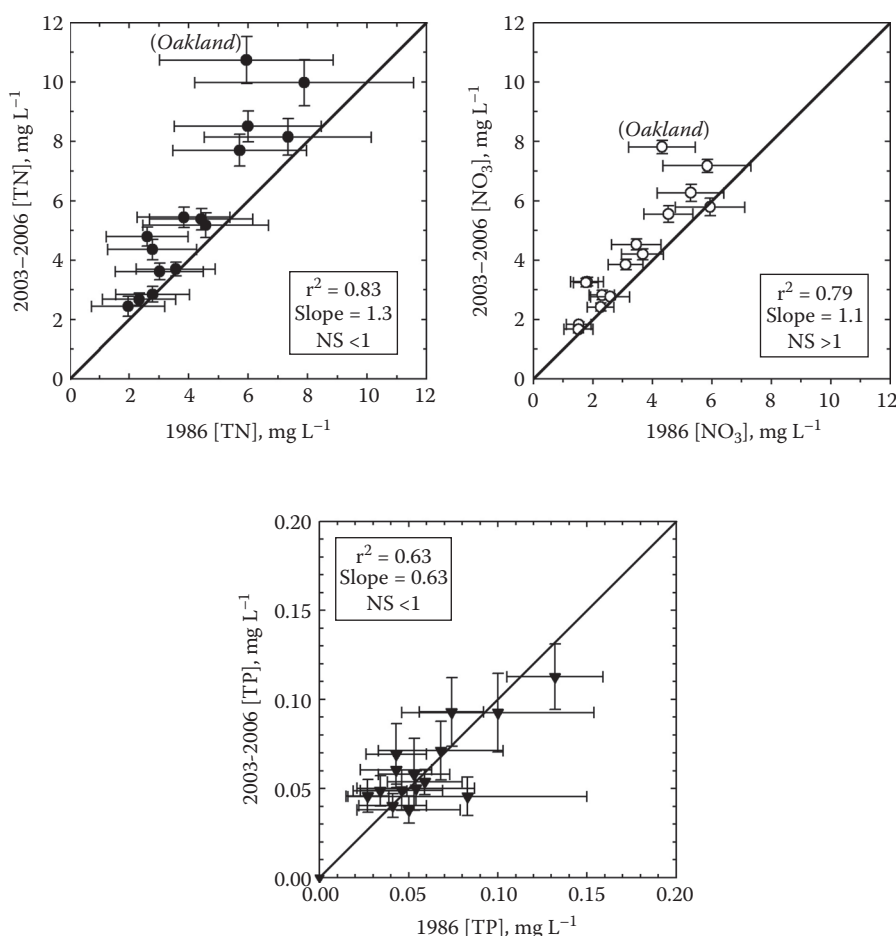 12
10
8
6
4
2
0
2003–2006 [TN], mg L⁻¹
(Oakland)
r² = 0.83
Slope = 1.3
NS <1
0 2 4 6 8 10 12
1986 [TN], mg L⁻¹
12
10
8
6
4
2
0
2003–2006 [NO₃], mg L⁻¹
(Oakland)
r² = 0.79
Slope = 1.1
NS >1
0 2 4 6 8 10 12
1986 [NO₃], mg L⁻¹
0.20
0.15
0.10
0.05
0.00
2003-2006 [TP], mg L⁻¹
r² = 0.63
Slope = 0.63
NS <1
0.00 0.05 0.10 0.15 0.20
1986 [TP], mg L⁻¹